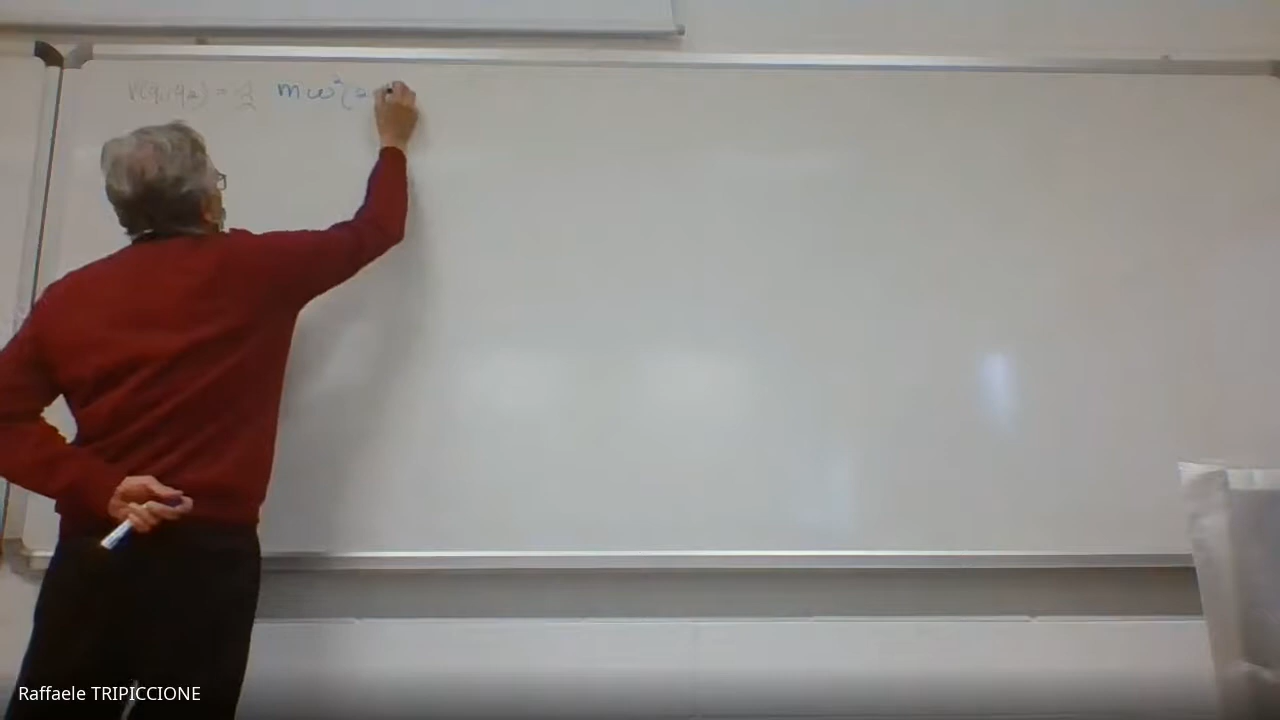 V(q₁, q₂) = 1/2 mω²(
Raffaele TRIPICCIONE